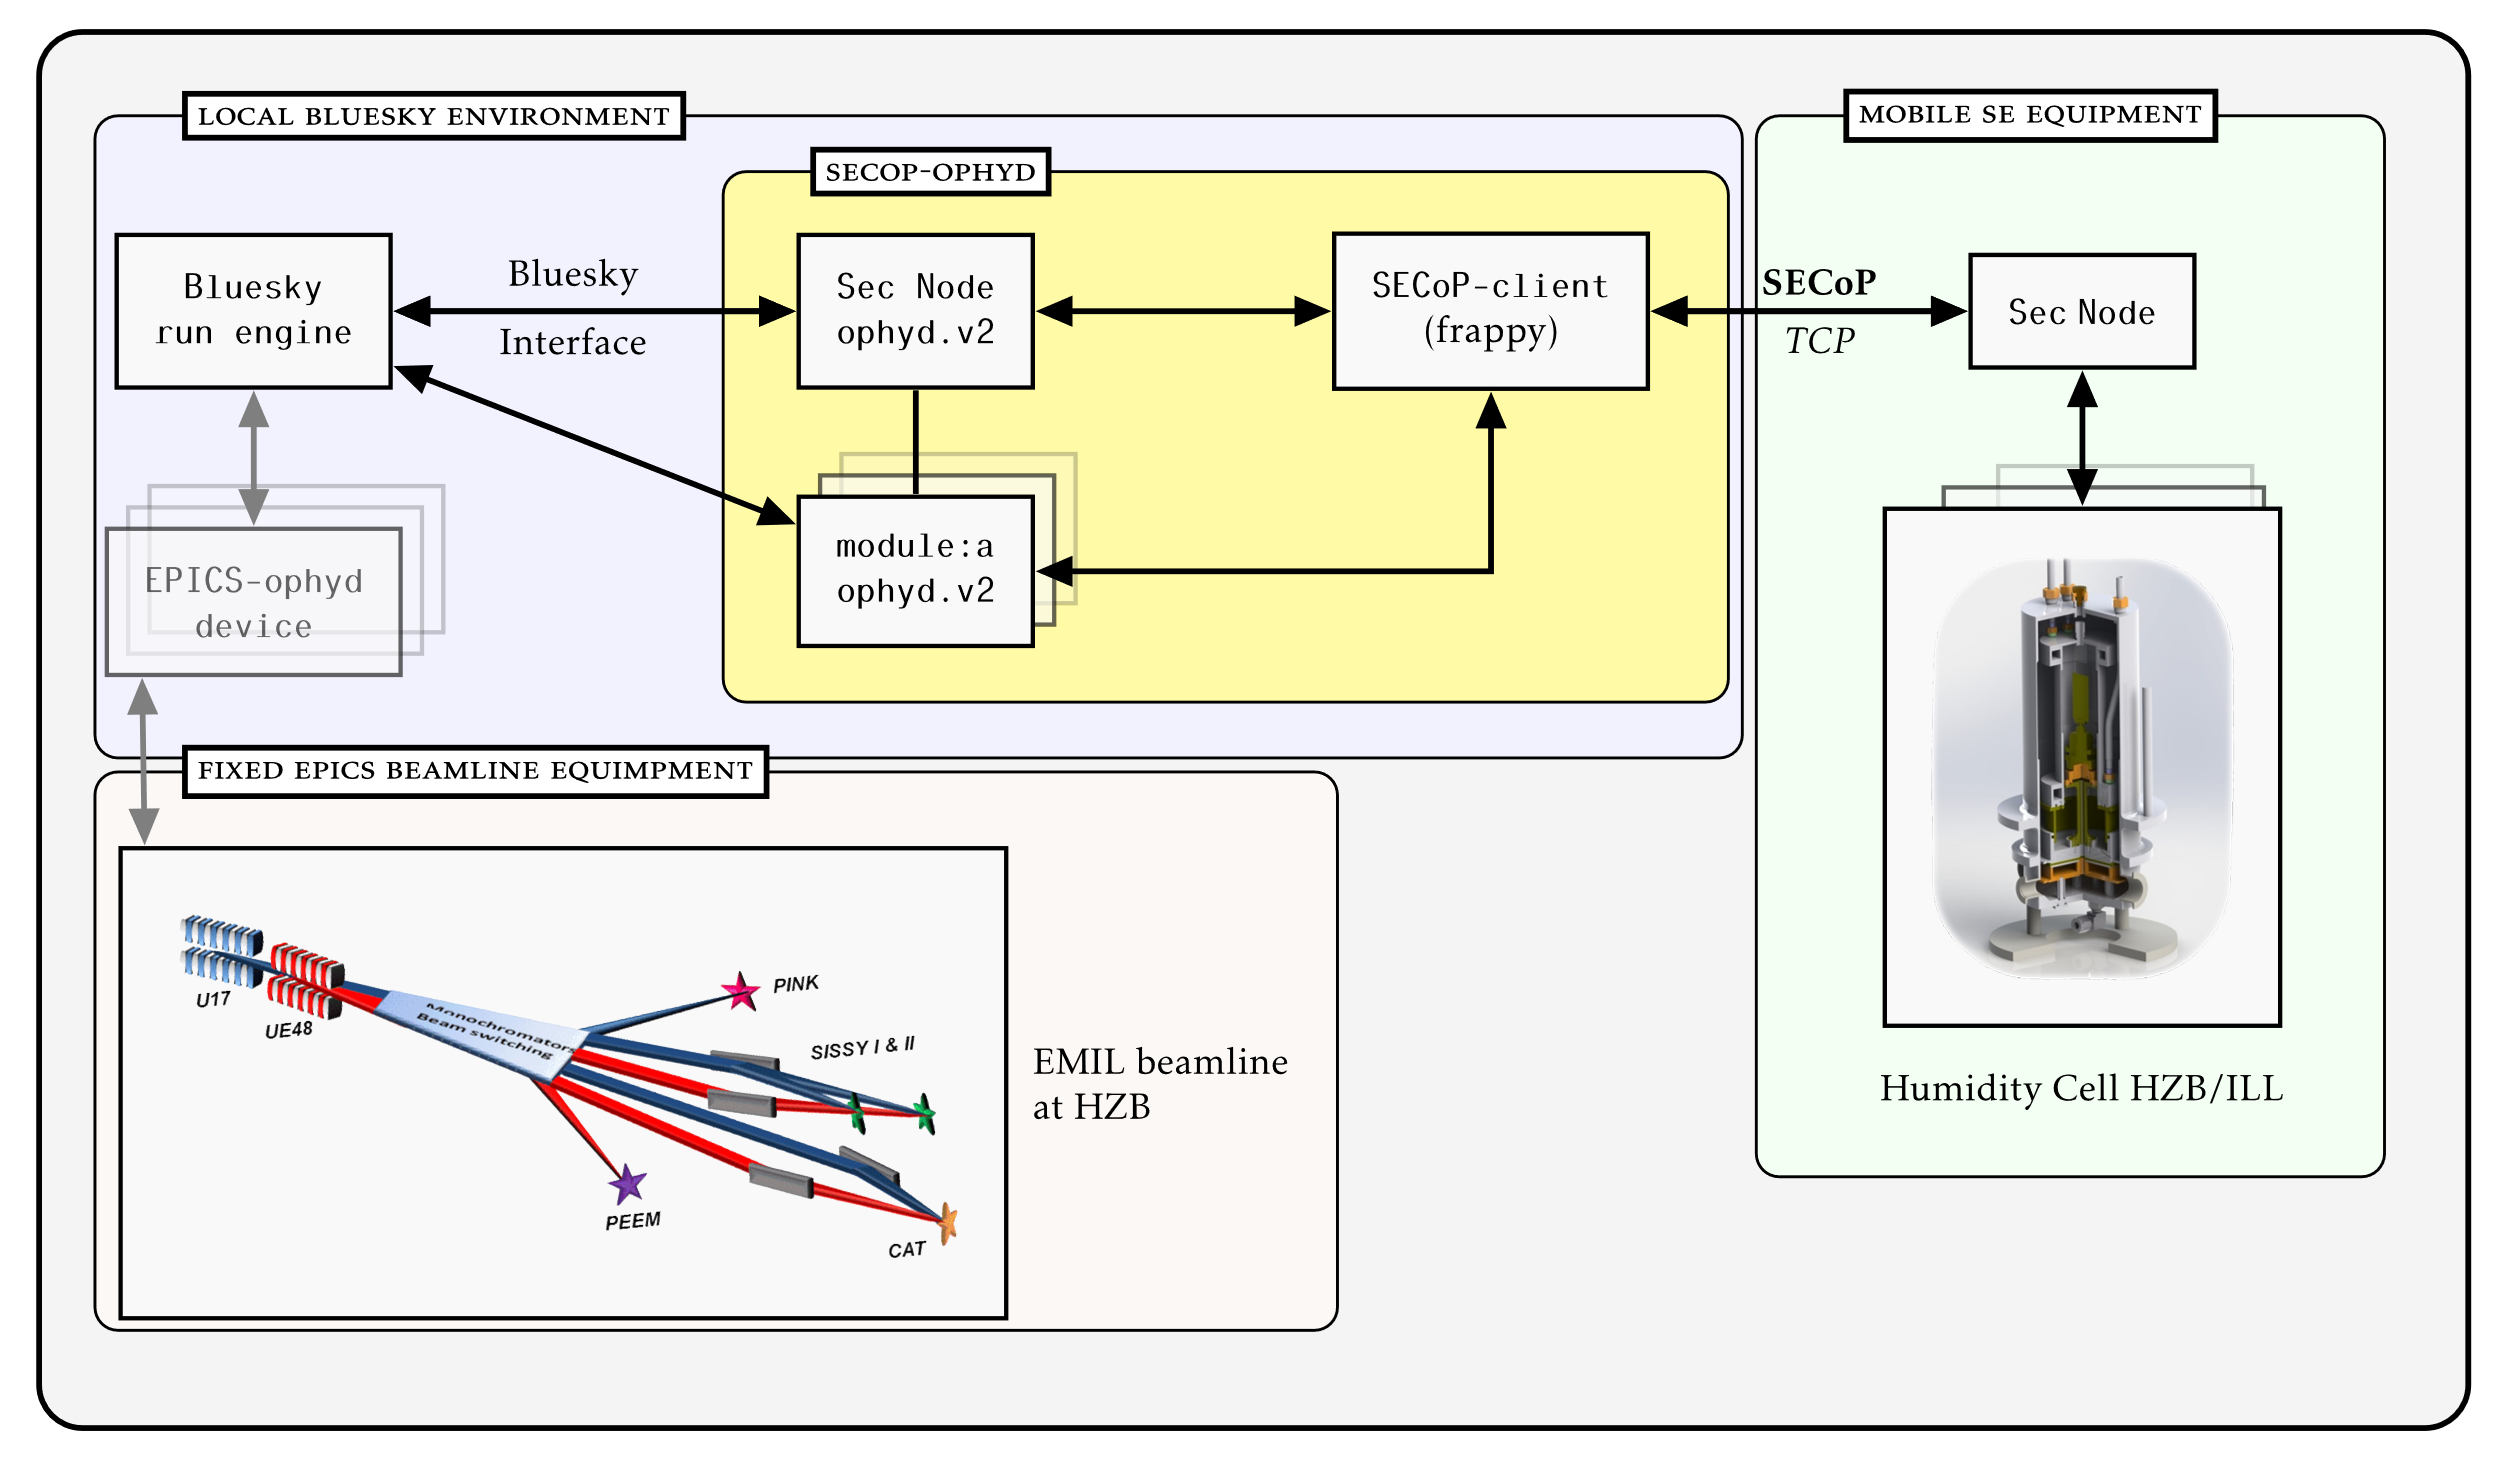 LOCAL BLUESKY ENVIRONMENT
MOBILE SE EQUIPMENT
SECOP-OPHYD
Bluesky
run engine
Bluesky
Interface
Sec Node
ophyd.v2
SECoP-client
(frappy)
SECoP
TCP
Sec Node
EPICS-ophyd
device
module:a
ophyd.v2
FIXED EPICS BEAMLINE EQUIMPMENT
U17
UE48
Monochromators
Beam switching
PINK
SISSY I & II
PEEM
CAT
EMIL beamline
at HZB
Humidity Cell HZB/ILL